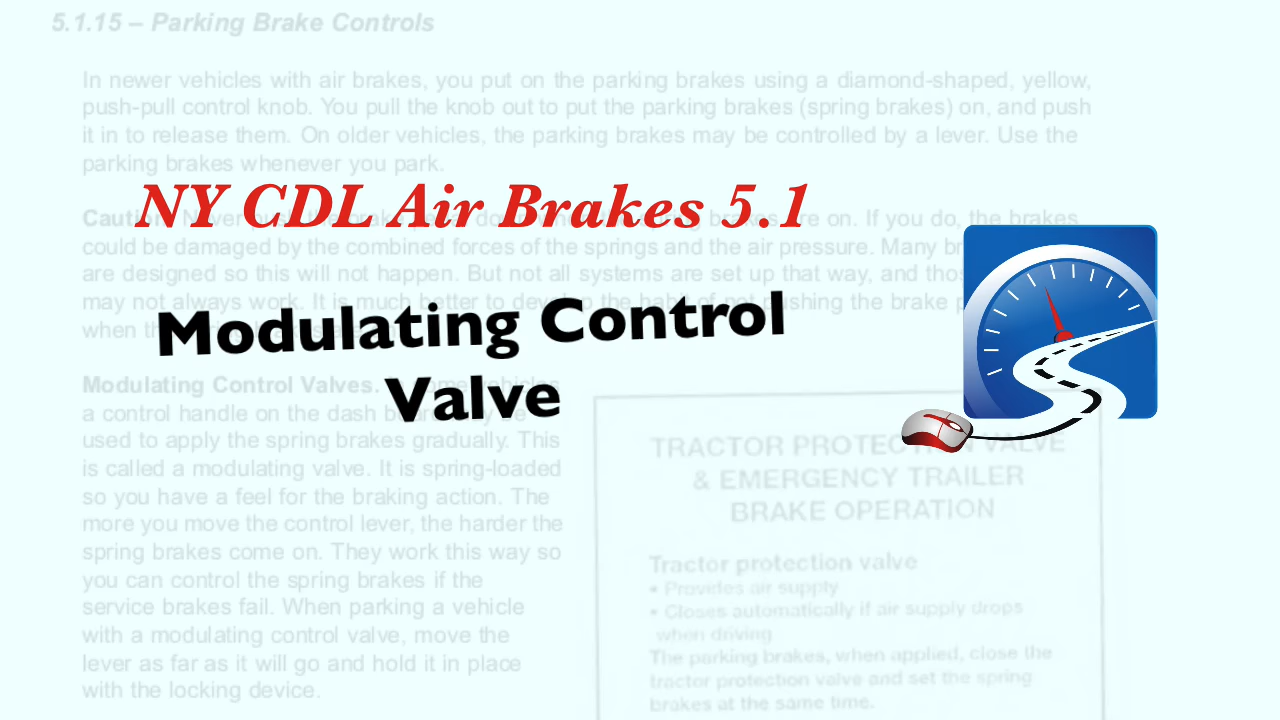 5.1.15 – Parking Brake Controls
In newer vehicles with air brakes, you put on the parking brakes using a diamond-shaped, yellow,
push-pull control knob. You pull the knob out to put the parking brakes (spring brakes) on, and push
it in to release them. On older vehicles, the parking brakes may be controlled by a lever. Use the
parking brakes whenever you park.
NY CDL Air Brakes 5.1
on. If you do, the brakes
could be damaged by the combined forces of the springs and the air pressure. Many
are designed so this will not happen. But not all systems are set up that way, and
may not always work. It is much better to the brake
when
Modulating Control
Valve
Modulating Control Valves.
a control handle on the dash
used to apply the spring brakes gradually. This
is called a modulating valve. It is spring-loaded
so you have a feel for the braking action. The
more you move the control lever, the harder the
spring brakes come on. They work this way so
you can control the spring brakes if the
service brakes fail. When parking a vehicle
with a modulating control valve, move the
lever as far as it will go and hold it in place
with the locking device.
TRACTOR PROTECTION VALVE
& EMERGENCY TRAILER
BRAKE OPERATION
Tractor protection valve
• Provides air supply
• Closes automatically if air supply drops
when driving
The parking brakes, when applied, close the
tractor protection valve and set the spring
brakes at the same time.